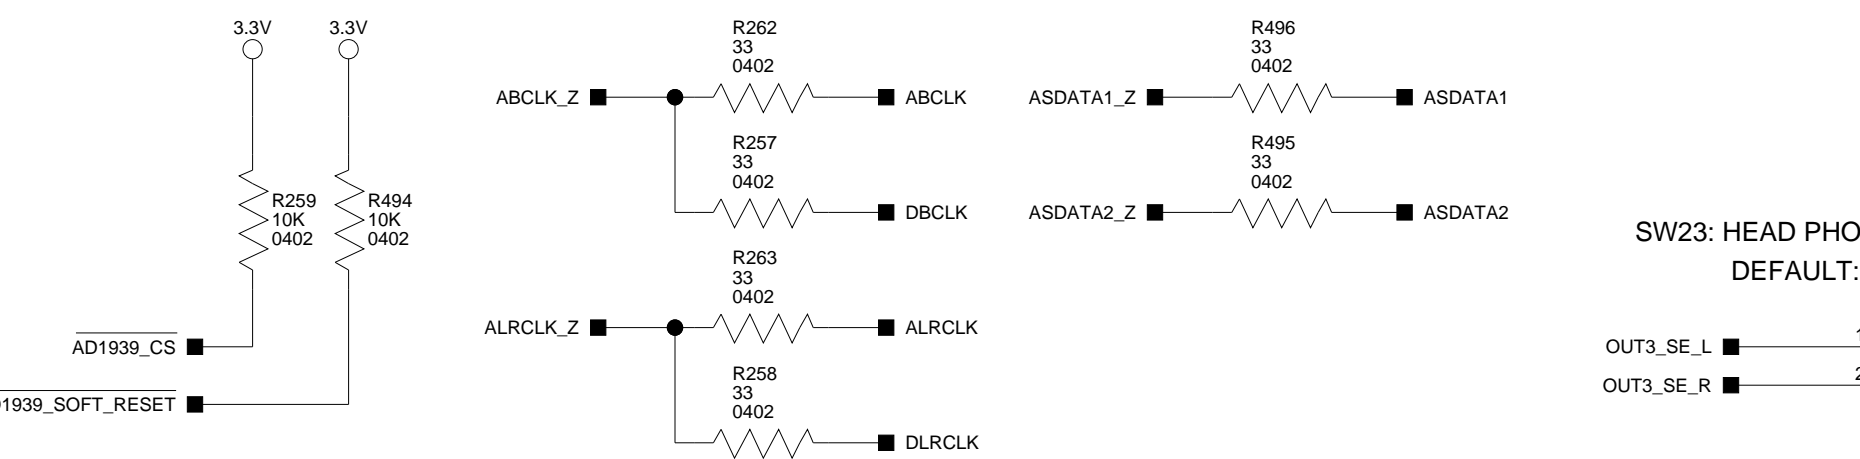 3.3V
3.3V
R259
10K
0402
R494
10K
0402
AD1939_CS
1939_SOFT_RESET
R262
33
0402
ABCLK_Z
ABCLK
R257
33
0402
DBCLK
R263
33
0402
ALRCLK_Z
ALRCLK
R258
33
0402
DLRCLK
R496
33
0402
ASDATA1_Z
ASDATA1
R495
33
0402
ASDATA2_Z
ASDATA2
SW23: HEAD PHO
DEFAULT:
OUT3_SE_L
OUT3_SE_R
2